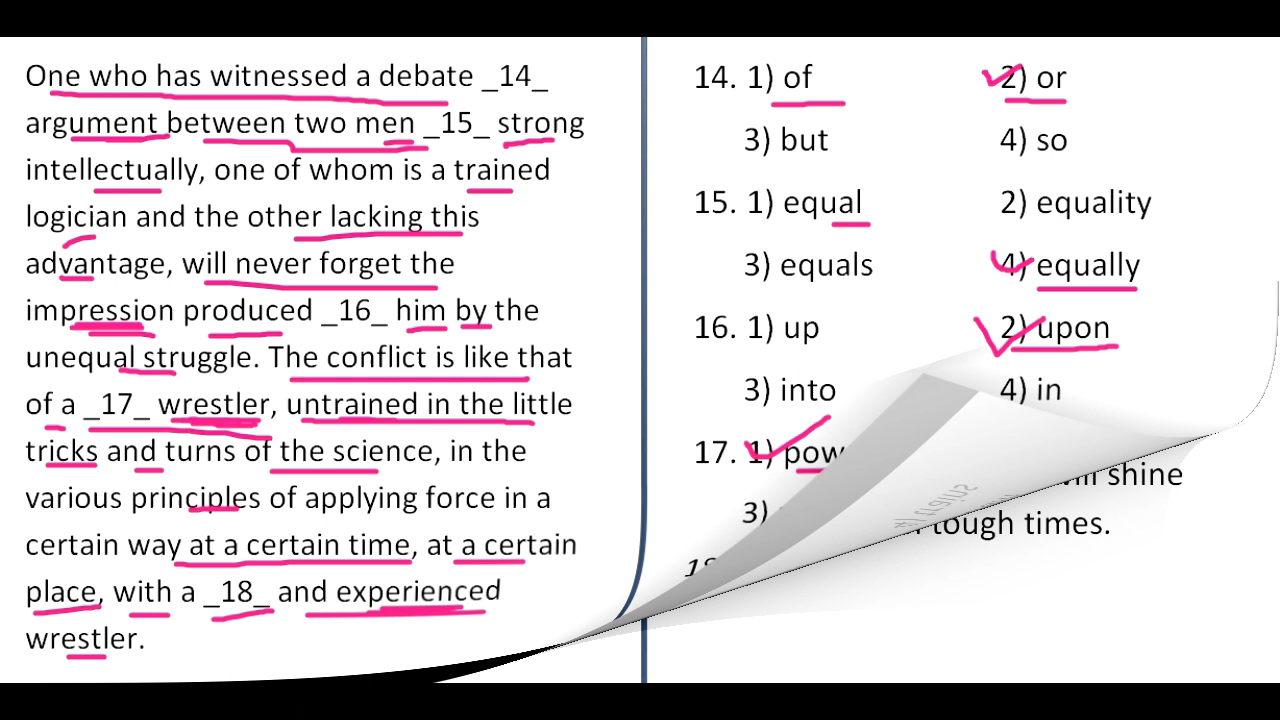 One who has witnessed a debate _14_
argument between two men _15_ strong
intellectually, one of whom is a trained
logician and the other lacking this
advantage, will never forget the
impression produced _16_ him by the
unequal struggle. The conflict is like that
of a _17_ wrestler, untrained in the little
tricks and turns of the science, in the
various principles of applying force in a
certain way at a certain time, at a certain
place, with a _18_ and experienced
wrestler.
14. 1) of 2) or
3) but 4) so
15. 1) equal 2) equality
3) equals 4) equally
16. 1) up 2) upon
3) into 4) in
17. 1) pow
shine
3)
tough times.
18